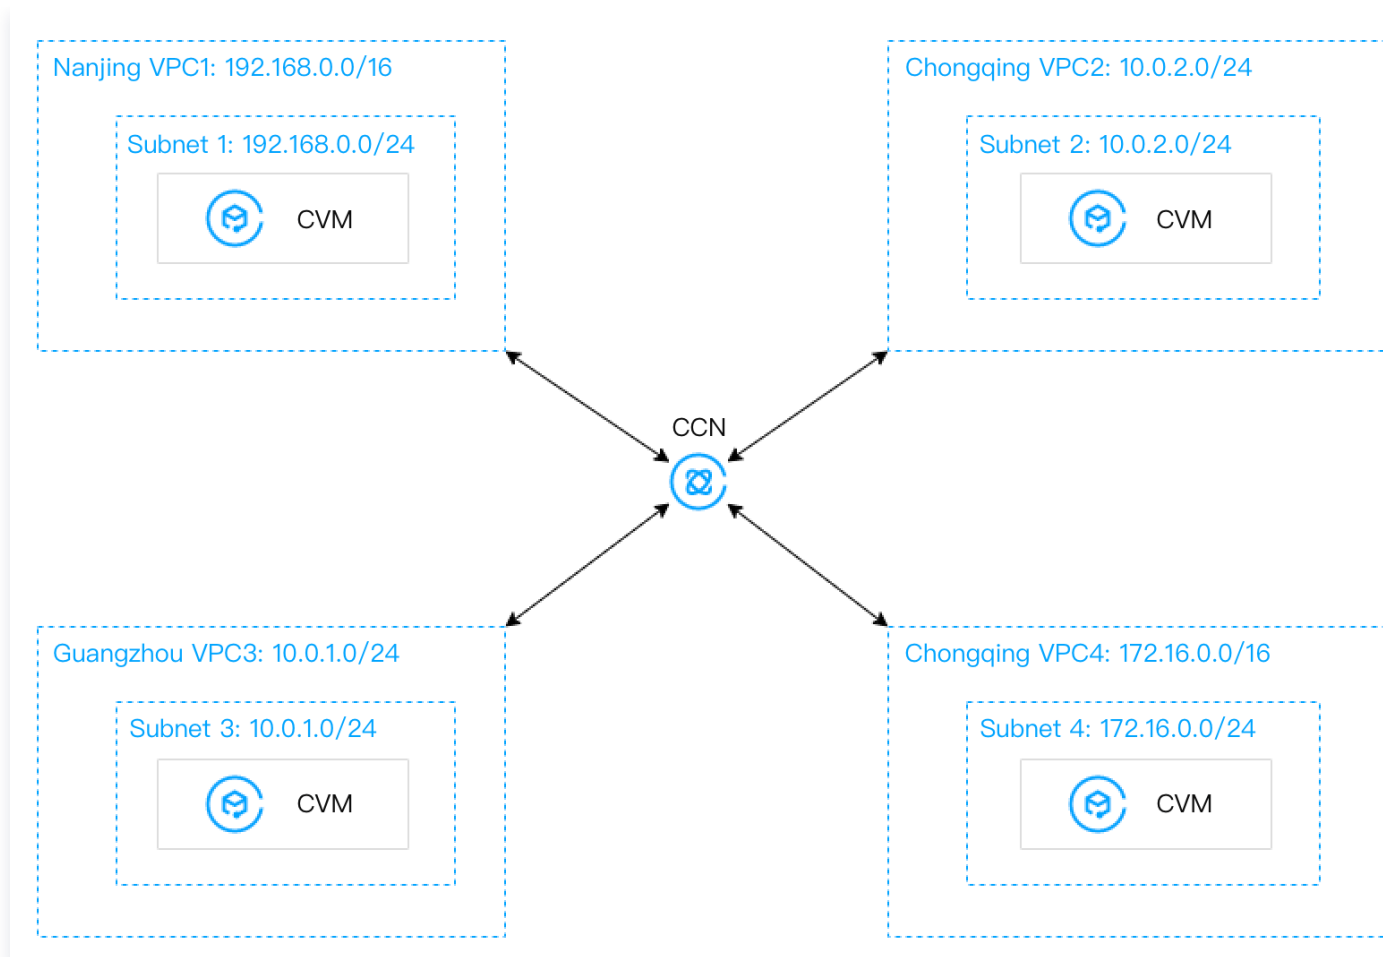 Nanjing VPC1: 192.168.0.0/16
Subnet 1: 192.168.0.0/24
CVM
Chongqing VPC2: 10.0.2.0/24
Subnet 2: 10.0.2.0/24
CVM
CCN
Guangzhou VPC3: 10.0.1.0/24
Subnet 3: 10.0.1.0/24
CVM
Chongqing VPC4: 172.16.0.0/16
Subnet 4: 172.16.0.0/24
CVM